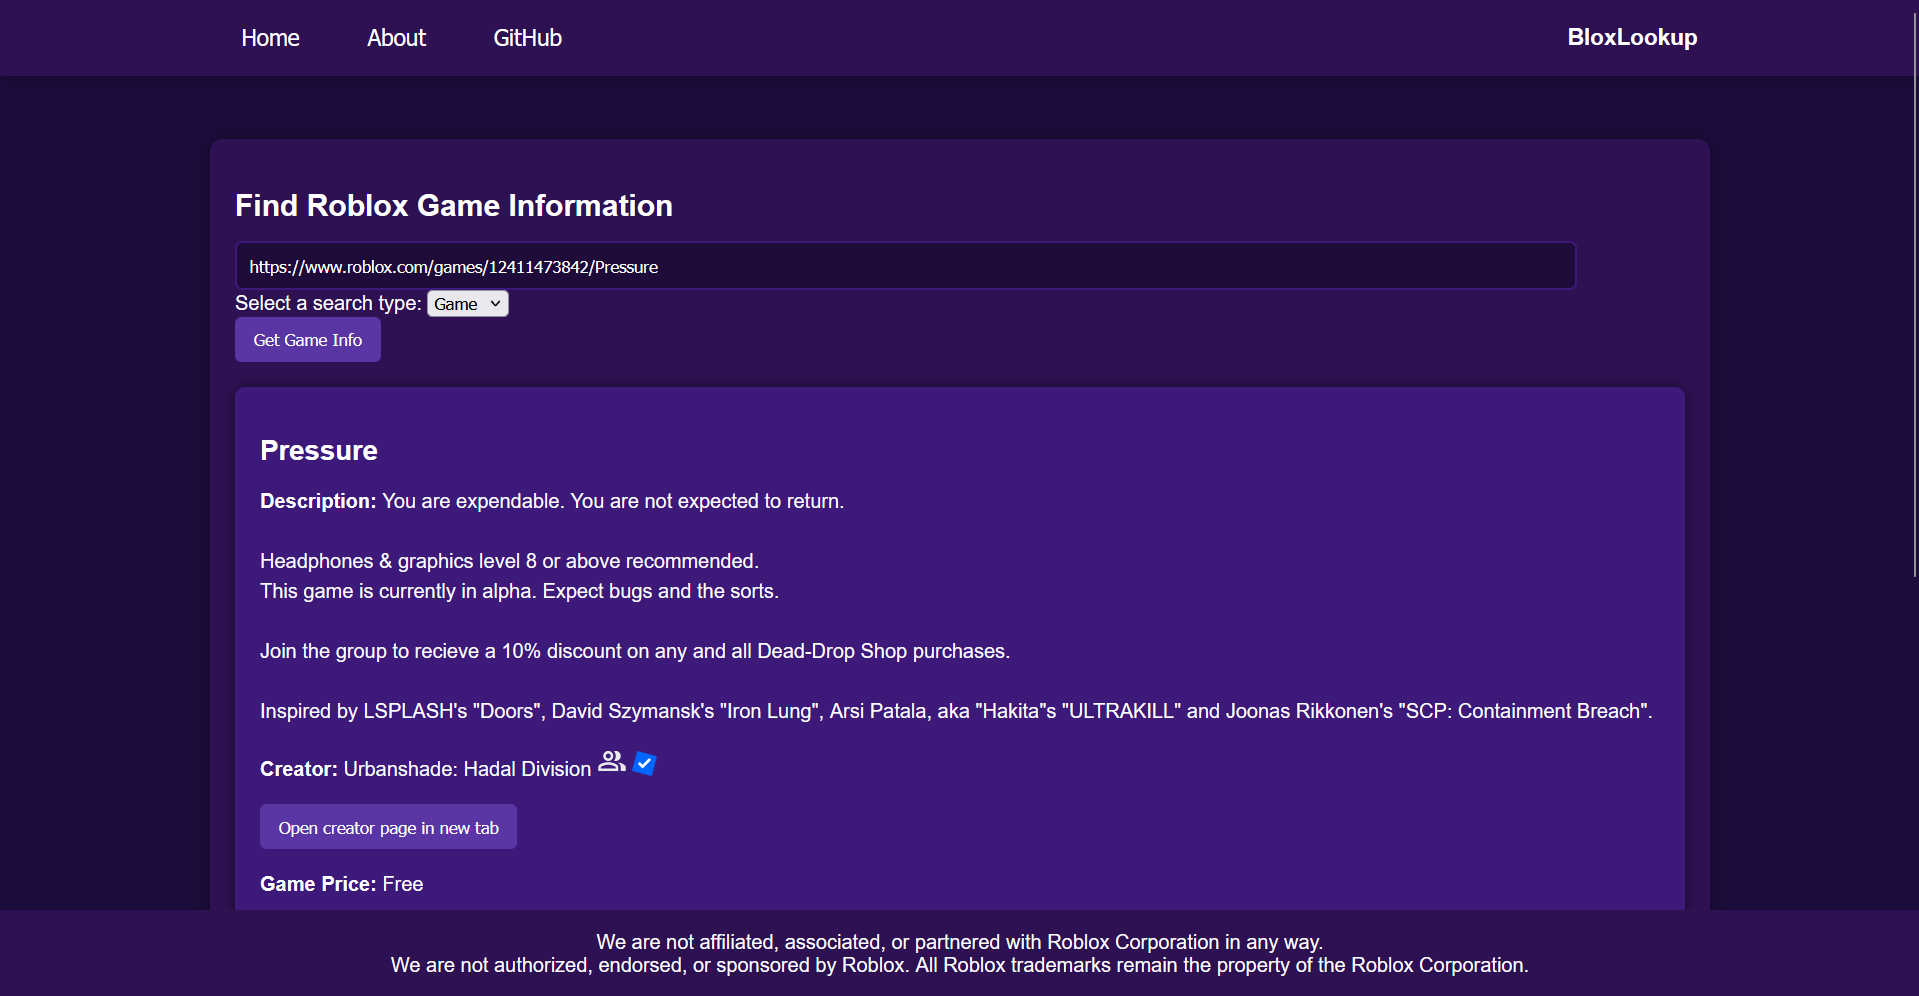 Home About GitHub BloxLookup
Find Roblox Game Information
https://www.roblox.com/games/12411473842/Pressure
Select a search type: Game
Get Game Info
Pressure
Description: You are expendable. You are not expected to return.
Headphones & graphics level 8 or above recommended.
This game is currently in alpha. Expect bugs and the sorts.
Join the group to recieve a 10% discount on any and all Dead-Drop Shop purchases.
Inspired by LSPLASH's "Doors", David Szymansk's "Iron Lung", Arsi Patala, aka "Hakita"s "ULTRAKILL" and Joonas Rikkonen's "SCP: Containment Breach".
Creator: Urbanshade: Hadal Division
Open creator page in new tab
Game Price: Free
We are not affiliated, associated, or partnered with Roblox Corporation in any way.
We are not authorized, endorsed, or sponsored by Roblox. All Roblox trademarks remain the property of the Roblox Corporation.